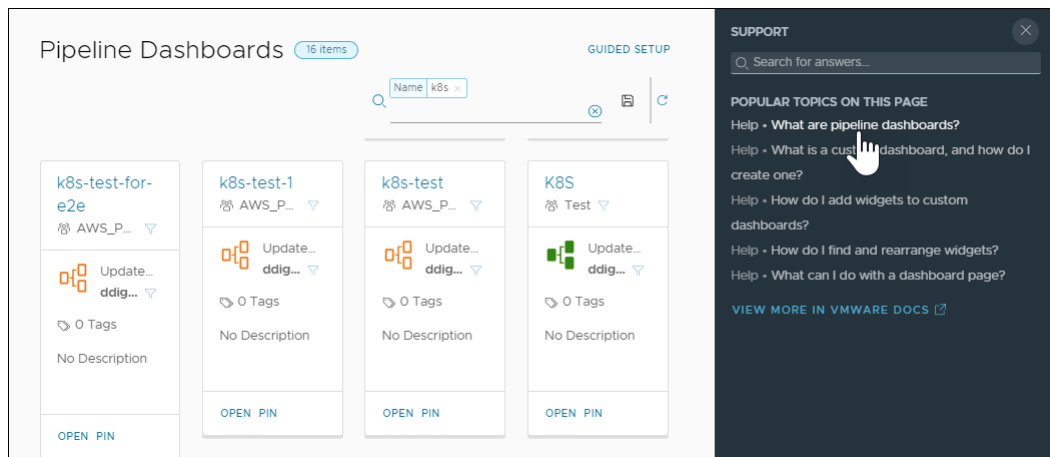 Pipeline Dashboards 16 items
GUIDED SETUP
Name k8s ×
k8s-test-for-
e2e
AWS_P...
Update...
ddig...
0 Tags
No Description
OPEN PIN
k8s-test-1
AWS_P...
Update...
ddig...
0 Tags
No Description
OPEN PIN
k8s-test
AWS_P...
Update...
ddig...
0 Tags
No Description
OPEN PIN
K8S
Test
Update...
ddig...
0 Tags
No Description
OPEN PIN
SUPPORT
Search for answers...
POPULAR TOPICS ON THIS PAGE
Help • What are pipeline dashboards?
Help • What is a dashboard, and how do I
create one?
Help • How do I add widgets to custom
dashboards?
Help • How do I find and rearrange widgets?
Help • What can I do with a dashboard page?
VIEW MORE IN VMWARE DOCS